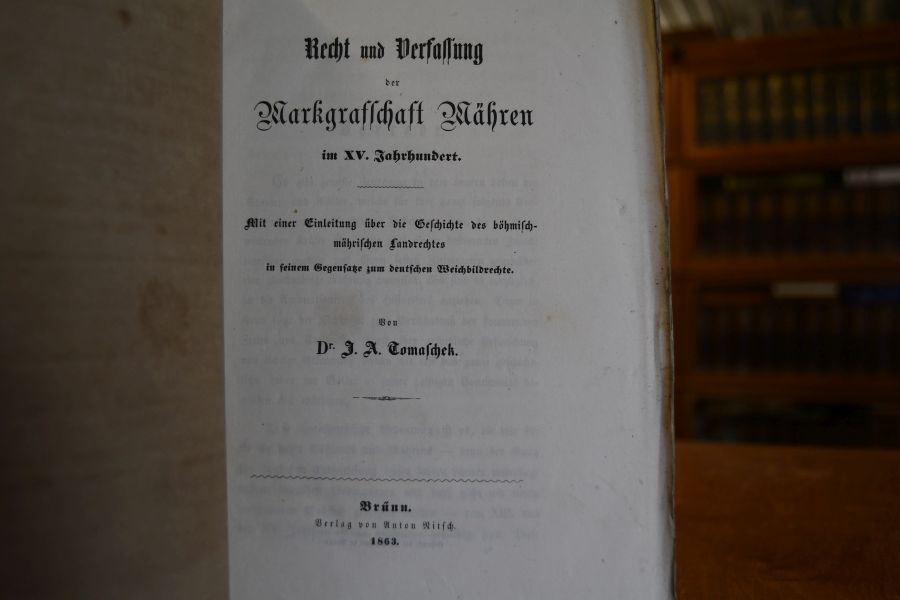 Recht und Verfassung
der
Markgrafschaft Mähren
im XV. Jahrhundert.
Mit einer Einleitung über die Geschichte des böhmisch-
mährischen Landrechtes
in seinem Gegensatze zum deutschen Weichbildrechte.
Von
Dr. J. A. Tomaschek.
Brünn.
Verlag von Anton Nitsch.
1863.